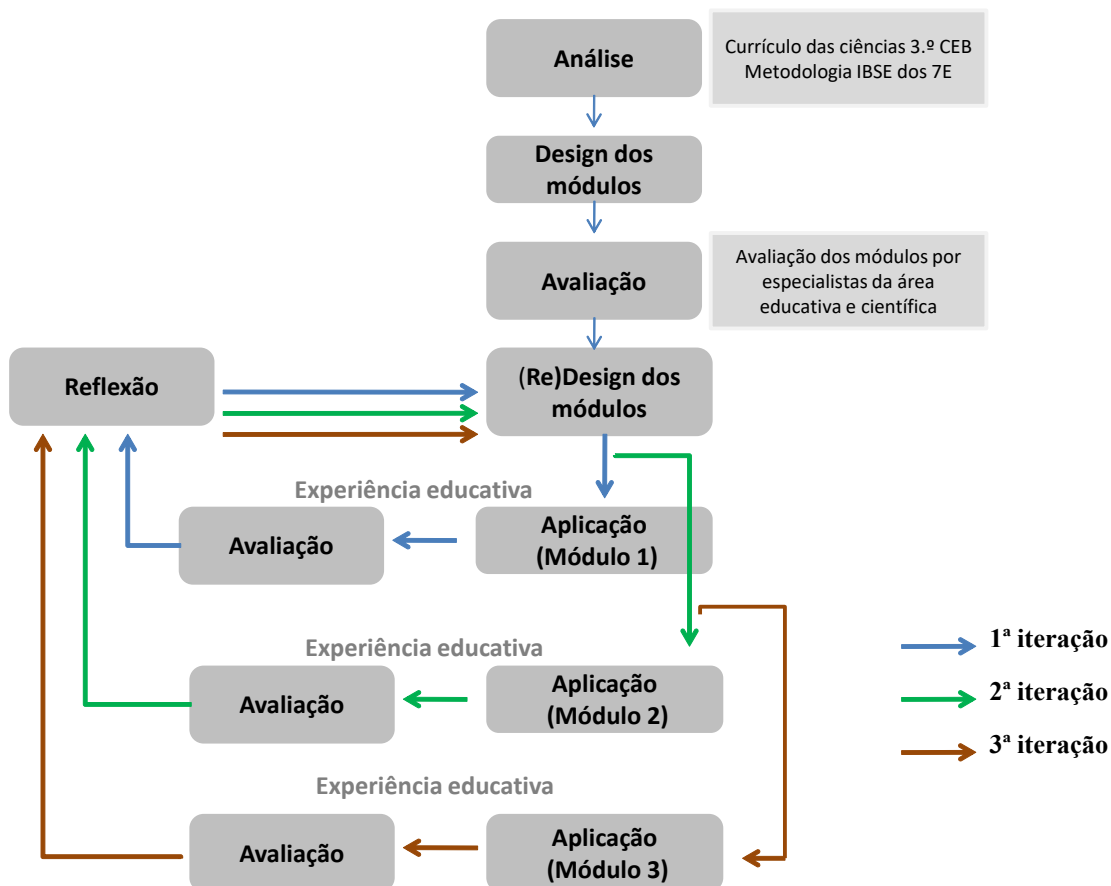 Análise
Currículo das ciências 3.º CEB
Metodologia IBSE dos 7E
Design dos
módulos
Avaliação
Avaliação dos módulos por
especialistas da área
educativa e científica
Reflexão
(Re)Design dos
módulos
Experiência educativa
Avaliação
Aplicação
(Módulo 1)
Experiência educativa
Avaliação
Aplicação
(Módulo 2)
Experiência educativa
Avaliação
Aplicação
(Módulo 3)
1ª iteração
2ª iteração
3ª iteração